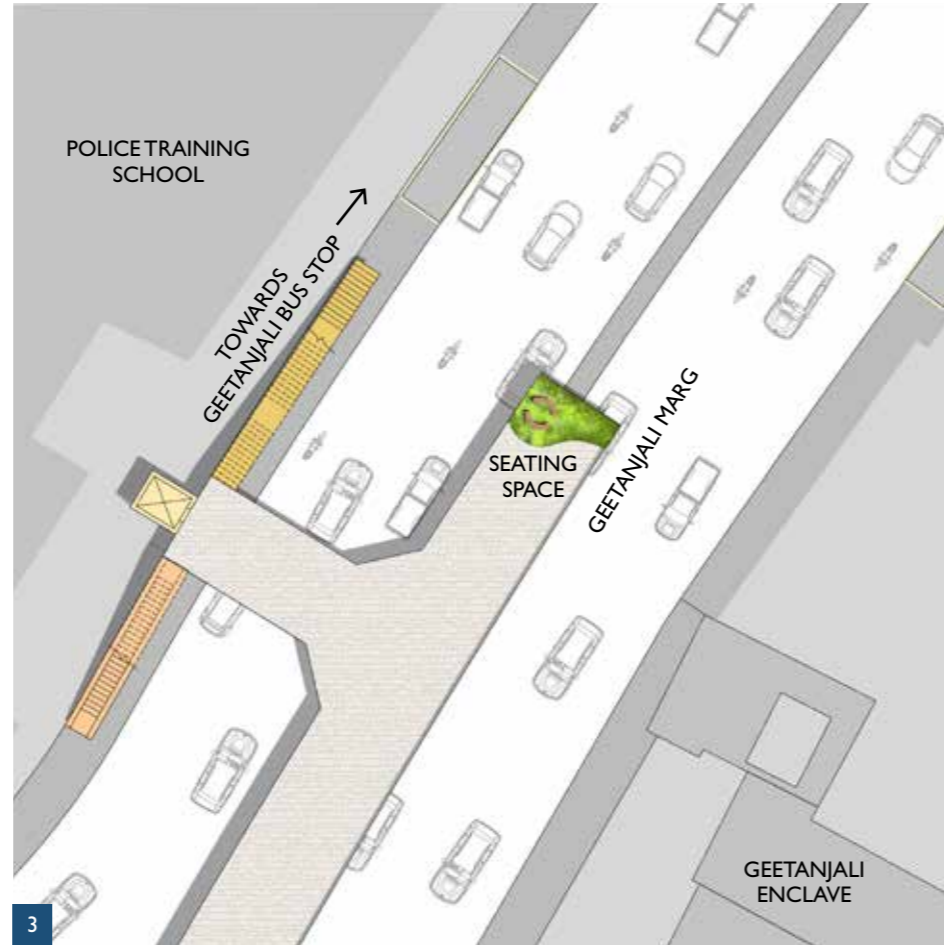 POLICE TRAINING
SCHOOL
TOWARDS
GEETANJALI BUS STOP
SEATING
SPACE
GEETANJALI MARG
GEETANJALI
ENCLAVE
3